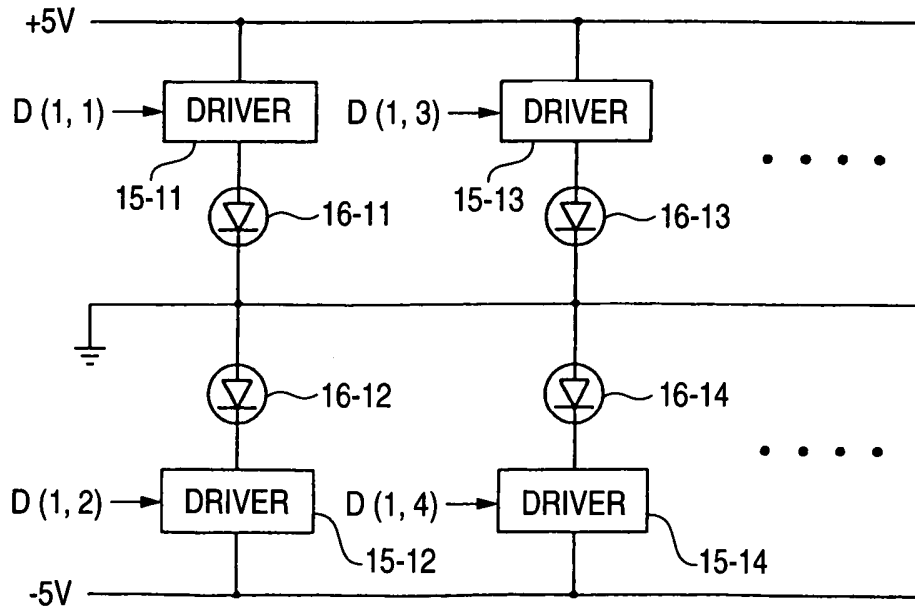 +5V
D (1, 1) DRIVER D (1, 3) DRIVER
15-11 15-13
16-11 16-13
16-12 16-14
D (1, 2) DRIVER D (1, 4) DRIVER
15-12 15-14
-5V